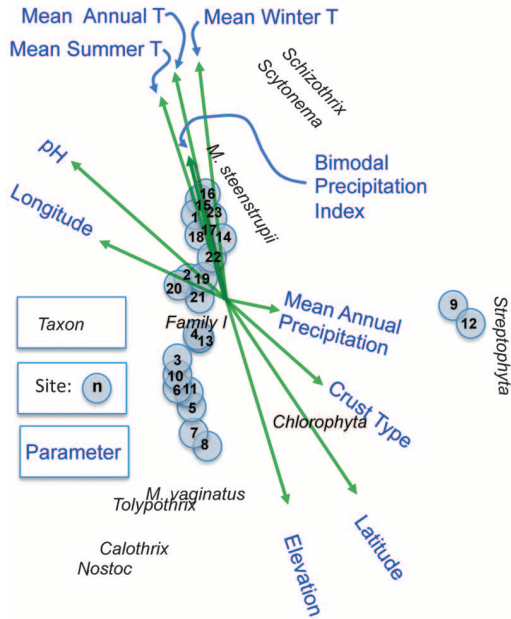 Mean Annual T
Mean Winter T
Mean Summer T
Schizothrix
Scytonema
pH
M. steenstrupii
Bimodal
Precipitation
Index
Longitude
16
15
1
23
17
18
14
22
2
19
20
21
9
12
Streptophyta
Mean Annual
Precipitation
Taxon
Family I
4
13
Site: n
3
10
6
11
5
Crust Type
Chlorophyta
Parameter
7
8
M. vaginatus
Tolypothrix
Latitude
Elevation
Calothrix
Nostoc